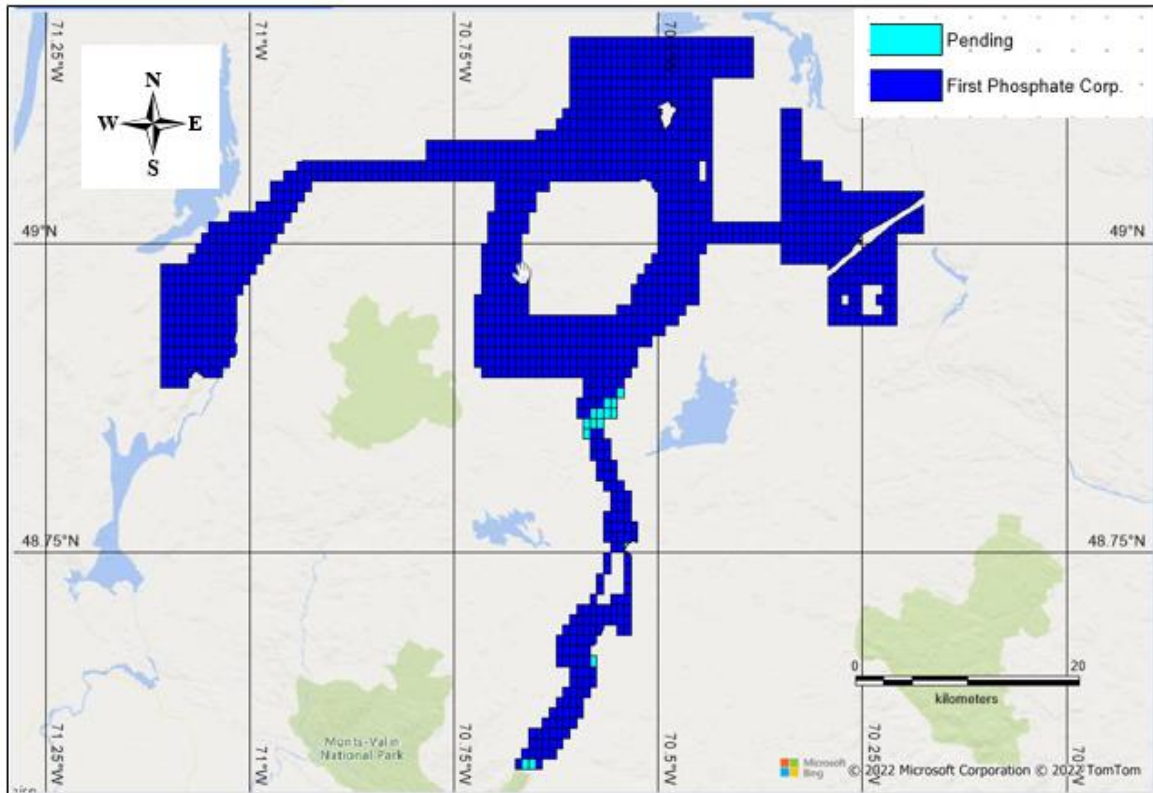 71.25°W
71°W
70.75°W
Pending
First Phosphate Corp.
N
W E
S
49°N
49°N
48.75°N
48.75°N
0 20
kilometers
Monts-Valin
National Park
71.25°W
71°W
70.75°W
70.5°W
70.25°W
70°W
Microsoft
Bing
© 2022 Microsoft Corporation © 2022 TomTom